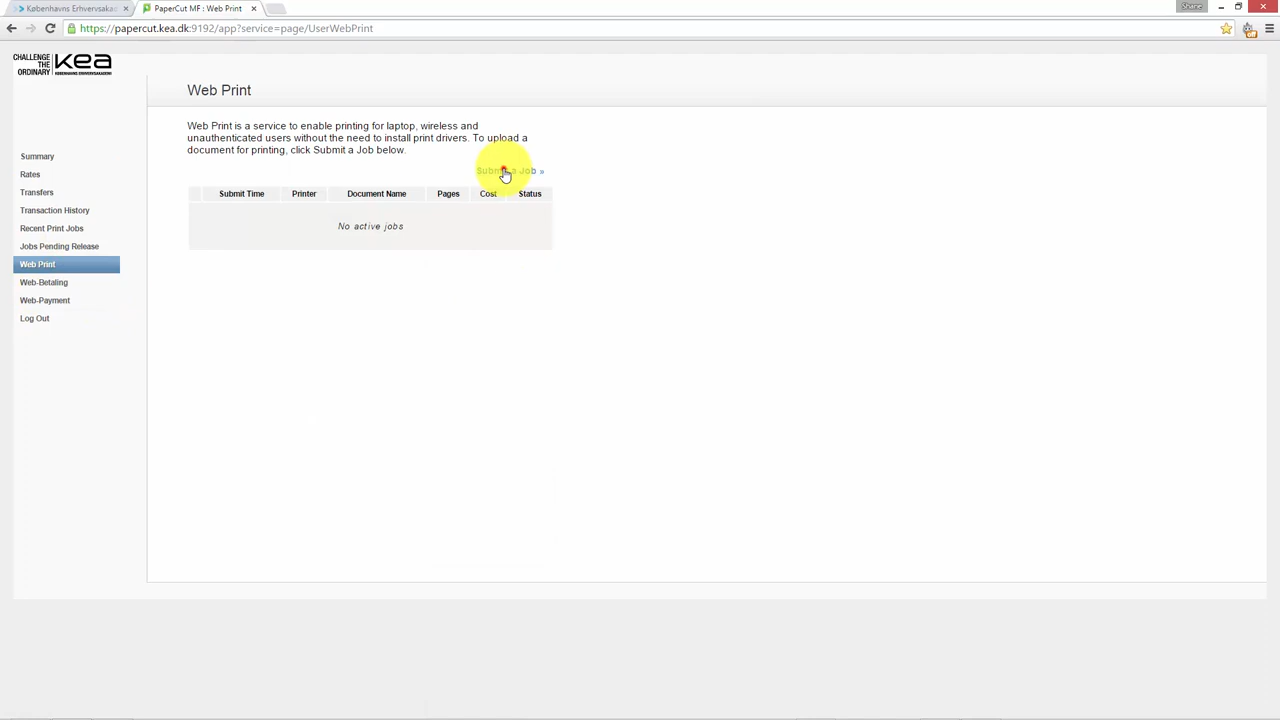 Københavns Erhvervsakad
PaperCut MF : Web Print
Share
https://papercut.kea.dk:9192/app?service=page/UserWebPrint
off
CHALLENGE
THE
ORDINARY
kea
KØBENHAVNS ERHVERVSAKADEMI
Web Print
Web Print is a service to enable printing for laptop, wireless and
unauthenticated users without the need to install print drivers. To upload a
document for printing, click Submit a Job below.
Submit a Job »
Submit Time Printer Document Name Pages Cost Status
No active jobs
Summary
Rates
Transfers
Transaction History
Recent Print Jobs
Jobs Pending Release
Web Print
Web-Betaling
Web-Payment
Log Out